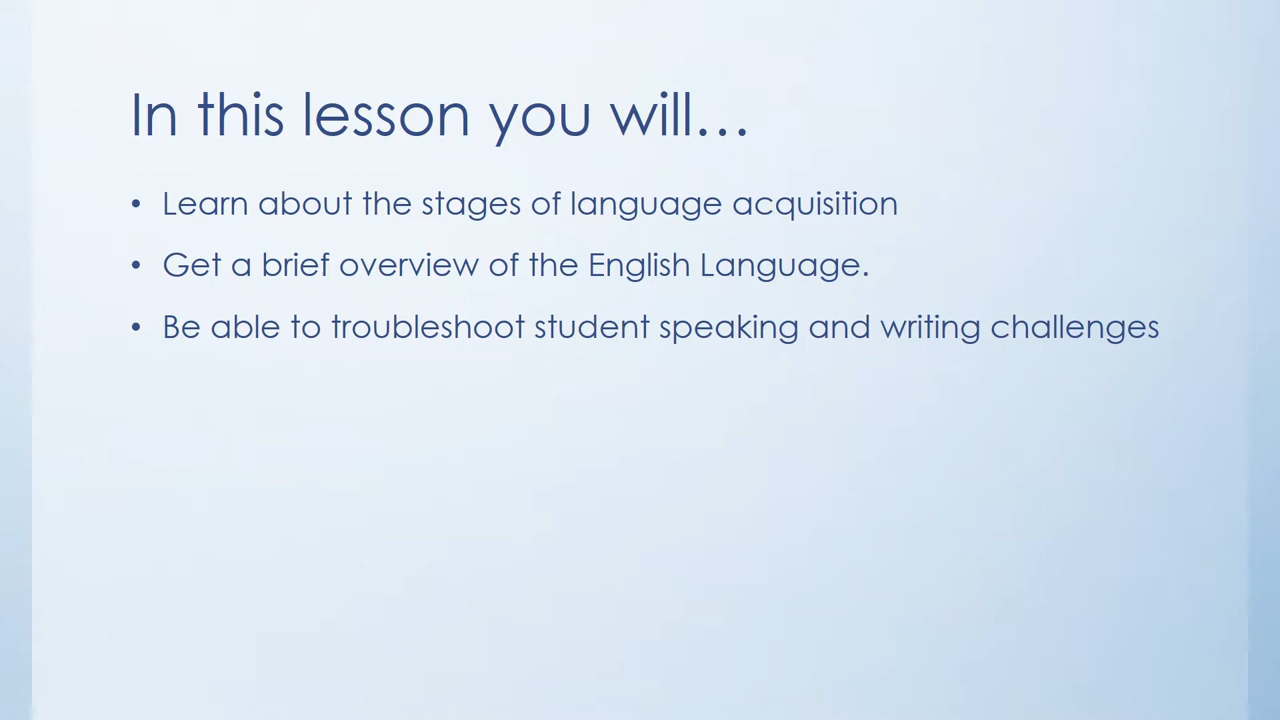 In this lesson you will…
• Learn about the stages of language acquisition
• Get a brief overview of the English Language.
• Be able to troubleshoot student speaking and writing challenges